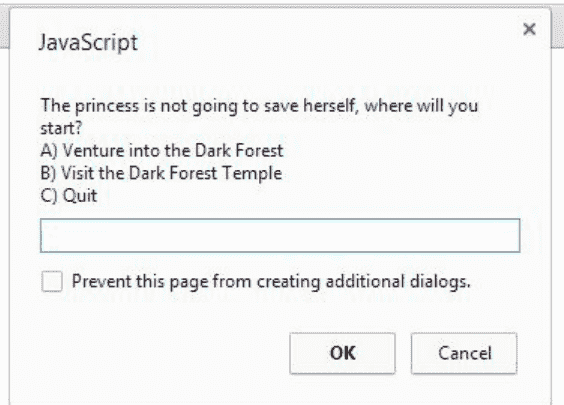 JavaScript
The princess is not going to save herself, where will you
start?
A) Venture into the Dark Forest
B) Visit the Dark Forest Temple
C) Quit
Prevent this page from creating additional dialogs.
OK Cancel